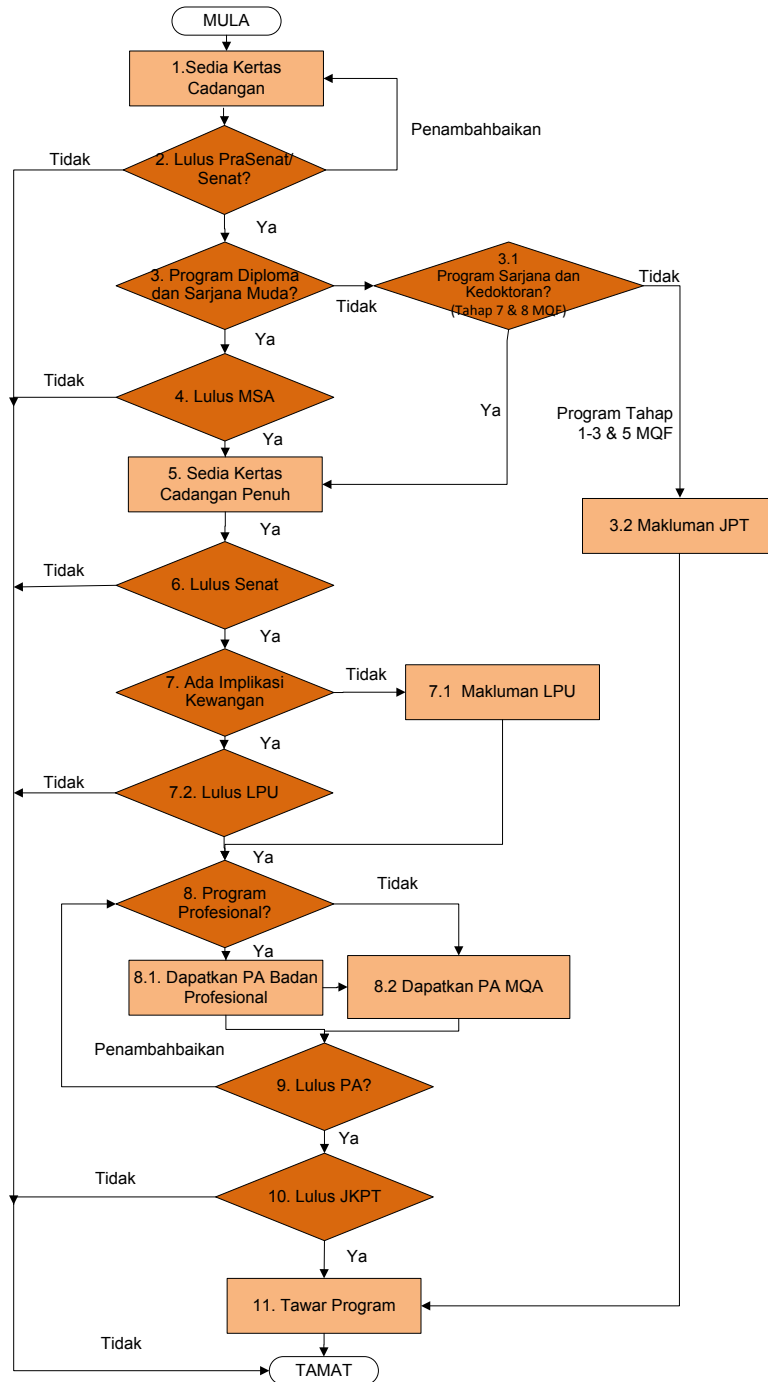 MULA
1.Sedia Kertas
Cadangan
Penambahbaikan
Tidak
2. Lulus PraSenat/
Senat?
Ya
3. Program Diploma
dan Sarjana Muda?
Tidak
3.1
Program Sarjana dan
Kedoktoran?
(Tahap 7 & 8 MQF)
Tidak
Ya
Tidak
4. Lulus MSA
Ya
Program Tahap
1-3 & 5 MQF
Ya
5. Sedia Kertas
Cadangan Penuh
3.2 Makluman JPT
Ya
Tidak
6. Lulus Senat
Ya
7. Ada Implikasi
Kewangan
Tidak
7.1 Makluman LPU
Ya
Tidak
7.2. Lulus LPU
Ya
8. Program
Profesional?
Tidak
Ya
8.1. Dapatkan PA Badan
Profesional
8.2 Dapatkan PA MQA
Penambahbaikan
9. Lulus PA?
Ya
Tidak
10. Lulus JKPT
Ya
11. Tawar Program
Tidak
TAMAT